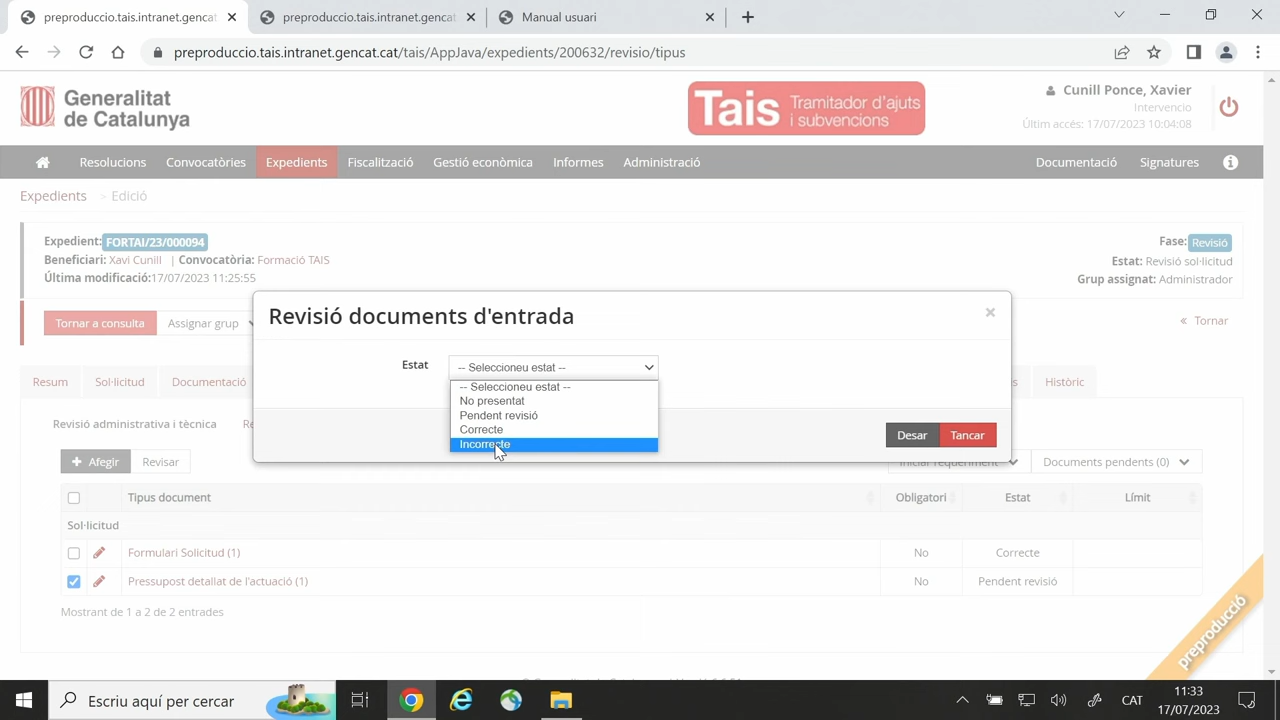 preproduccio.tais.intranet.gencat
preproduccio.tais.intranet.gencat
Manual usuari
preproduccio.tais.intranet.gencat.cat/tais/AppJava/expedients/200632/revisio/tipus
Generalitat
de Catalunya
Tais Tramitador d'ajuts
i subvencions
Cunill Ponce, Xavier
Intervencio
Últim accés: 17/07/2023 10:04:08
Resolucions Convocatòries Expedients Fiscalització Gestió econòmica Informes Administració Documentació Signatures
Expedients > Edició
Expedient: FORTAI/23/000094
Beneficiari: Xavi Cunill | Convocatòria: Formació TAIS
Última modificació:17/07/2023 11:25:55
Fase: Revisió
Estat: Revisió sol·licitud
Grup assignat: Administrador
Tornar a consulta Assignar grup
« Tornar
Revisió documents d'entrada
×
Estat
-- Seleccioneu estat --
-- Seleccioneu estat --
No presentat
Pendent revisió
Correcte
Incorrecte
Desar Tancar
Resum Sol·licitud Documentació
Històric
Revisió administrativa i tècnica
+ Afegir Revisar
Iniciar requeriment Documents pendents (0)
Tipus document Obligatori Estat Límit
Sol·licitud
Formulari Solicitud (1) No Correcte
Pressupost detallat de l'actuació (1) No Pendent revisió
Mostrant de 1 a 2 de 2 entrades
preproducció
Escriu aquí per cercar
CAT
11:33
17/07/2023